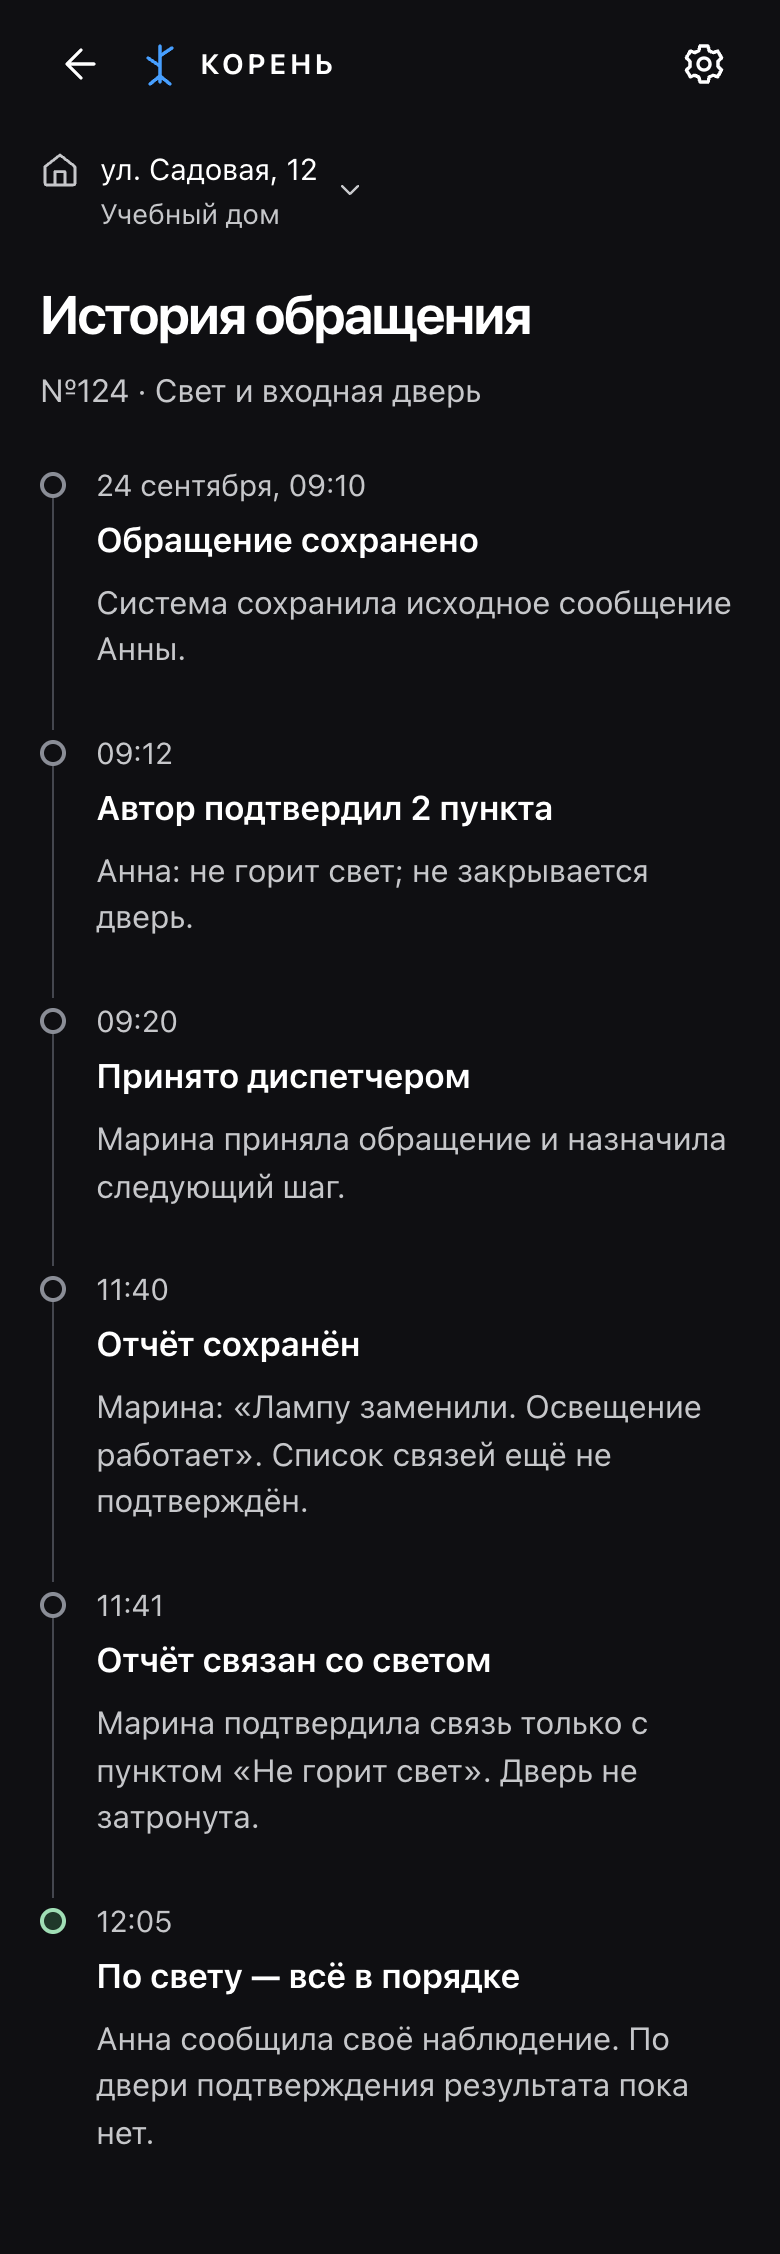 КОРЕНЬ
ул. Садовая, 12
Учебный дом
История обращения
№124 · Свет и входная дверь
24 сентября, 09:10
Обращение сохранено
Система сохранила исходное сообщение
Анны.
09:12
Автор подтвердил 2 пункта
Анна: не горит свет; не закрывается
дверь.
09:20
Принято диспетчером
Марина приняла обращение и назначила
следующий шаг.
11:40
Отчёт сохранён
Марина: «Лампу заменили. Освещение
работает». Список связей ещё не
подтверждён.
11:41
Отчёт связан со светом
Марина подтвердила связь только с
пунктом «Не горит свет». Дверь не
затронута.
12:05
По свету — всё в порядке
Анна сообщила своё наблюдение. По
двери подтверждения результата пока
нет.